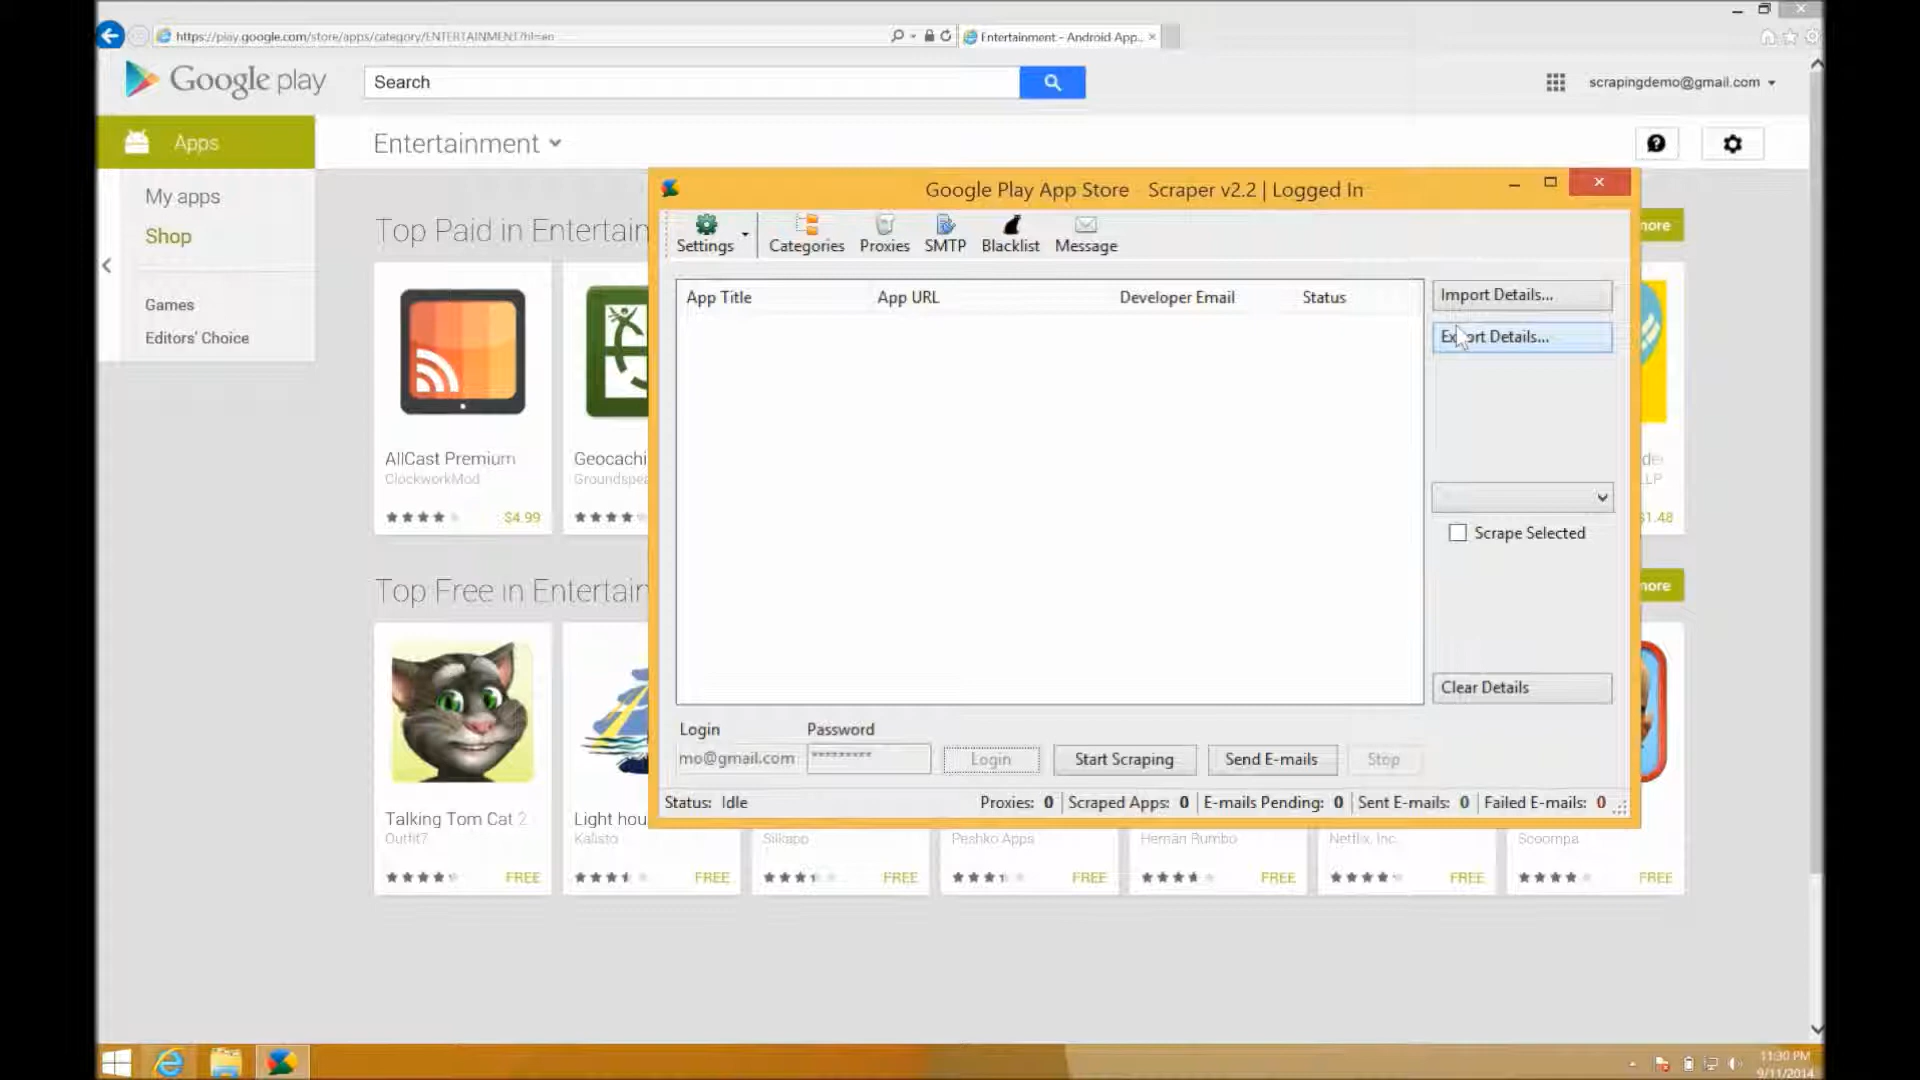 https://play.google.com/store/apps/category/ENTERTAINMENT?hl=en
Entertainment - Android App...
Google play
Search
scrapingdemo@gmail.com
Apps
Entertainment
My apps
Shop
Games
Editors' Choice
Google Play App Store - Scraper v2.2 | Logged In
Settings
Categories
Proxies
SMTP
Blacklist
Message
Top Paid in Entertain
App Title
App URL
Developer Email
Status
Import Details...
Export Details...
Scrape Selected
Clear Details
AllCast Premium
ClockworkMod
$4.99
Geocachi
Groundspea
LLP
$1.48
Top Free in Entertain
Login
Password
mo@gmail.com
*********
Login
Start Scraping
Send E-mails
Stop
Status: Idle
Proxies: 0
Scraped Apps: 0
E-mails Pending: 0
Sent E-mails: 0
Failed E-mails: 0
Talking Tom Cat 2
Outfit7
FREE
Light hou
Kalisto
FREE
Silkapp
FREE
Peshko Apps
FREE
Hernán Rumbo
FREE
Netflix, Inc.
FREE
Scoompa
FREE
11:30 PM
9/11/2014